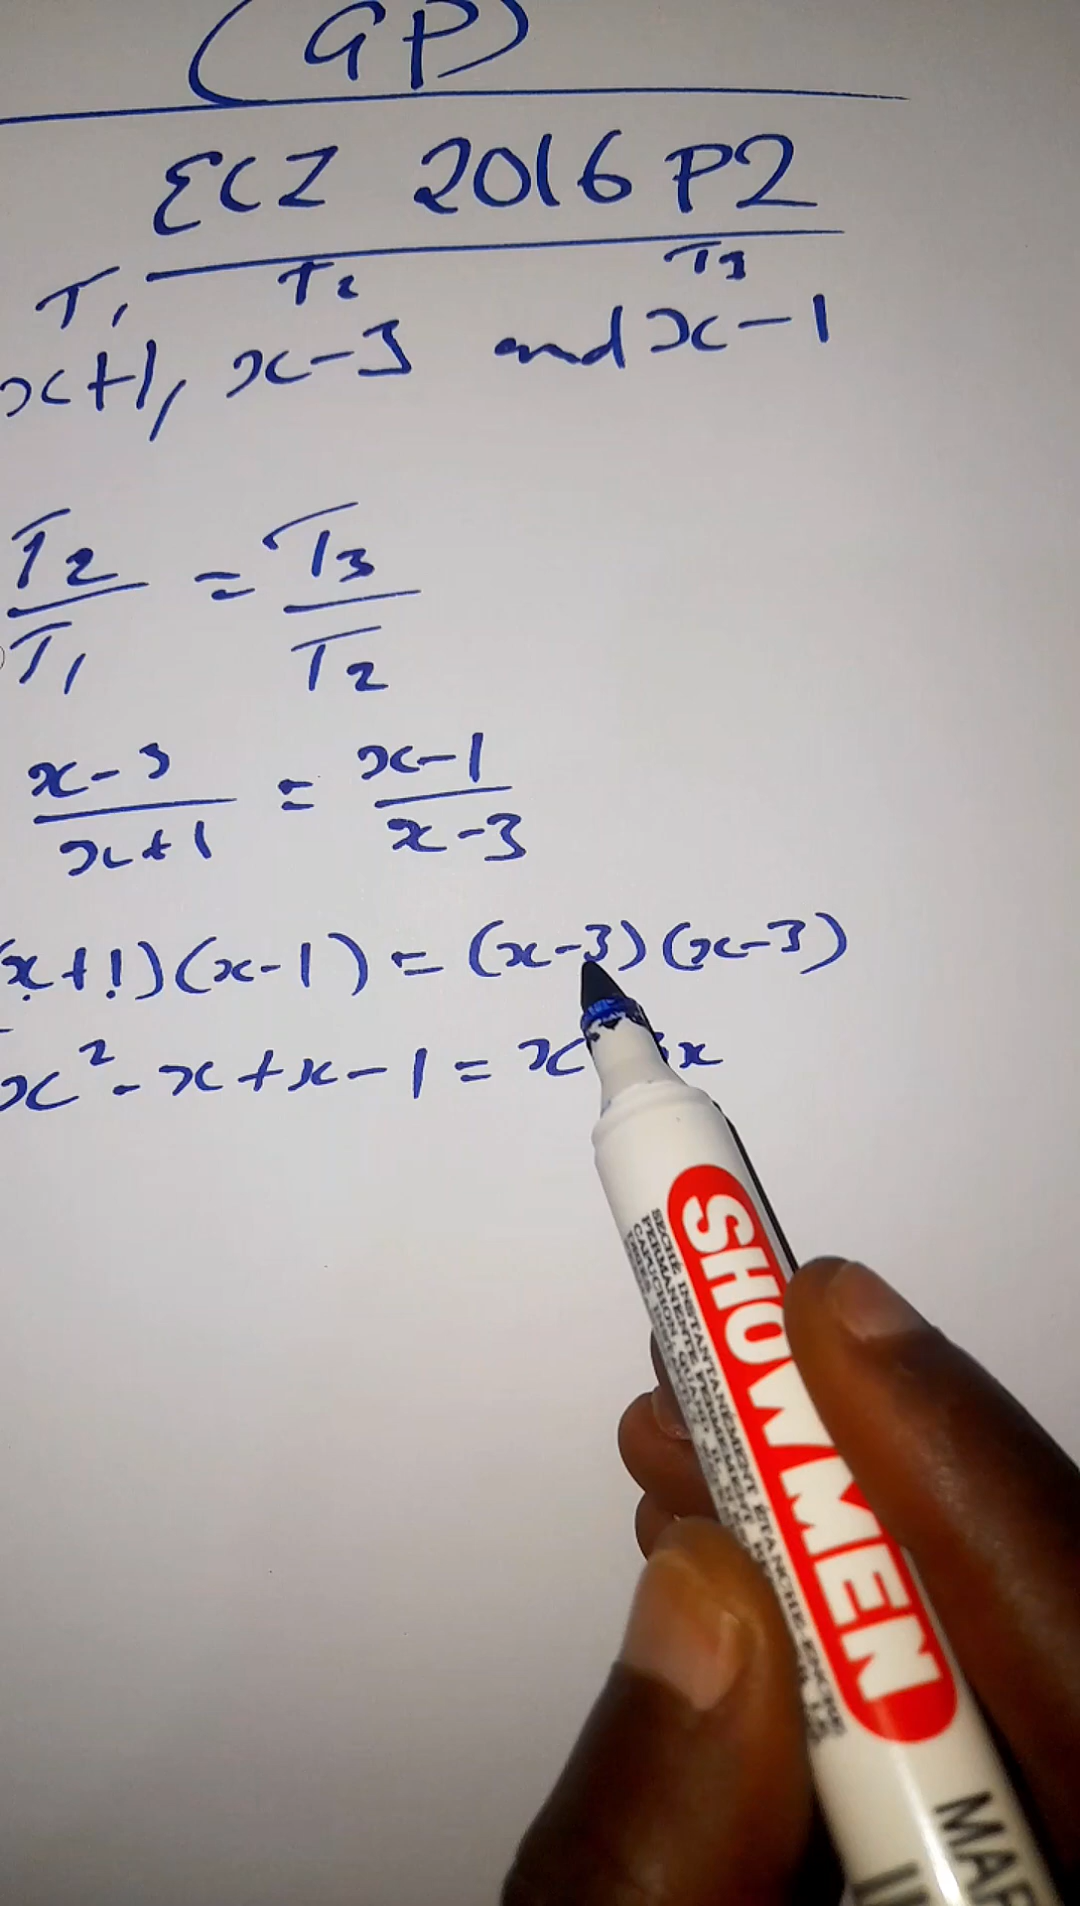 (GP)
ECZ 2016 P2
T1 T2 T3
x+1, x-3 and x-1
T2/T1 = T3/T2
x-3/x+1 = x-1/x-3
(x+1)(x-1) = (x-3)(x-3)
x²-x+x-1 = x x
SHOWMEN